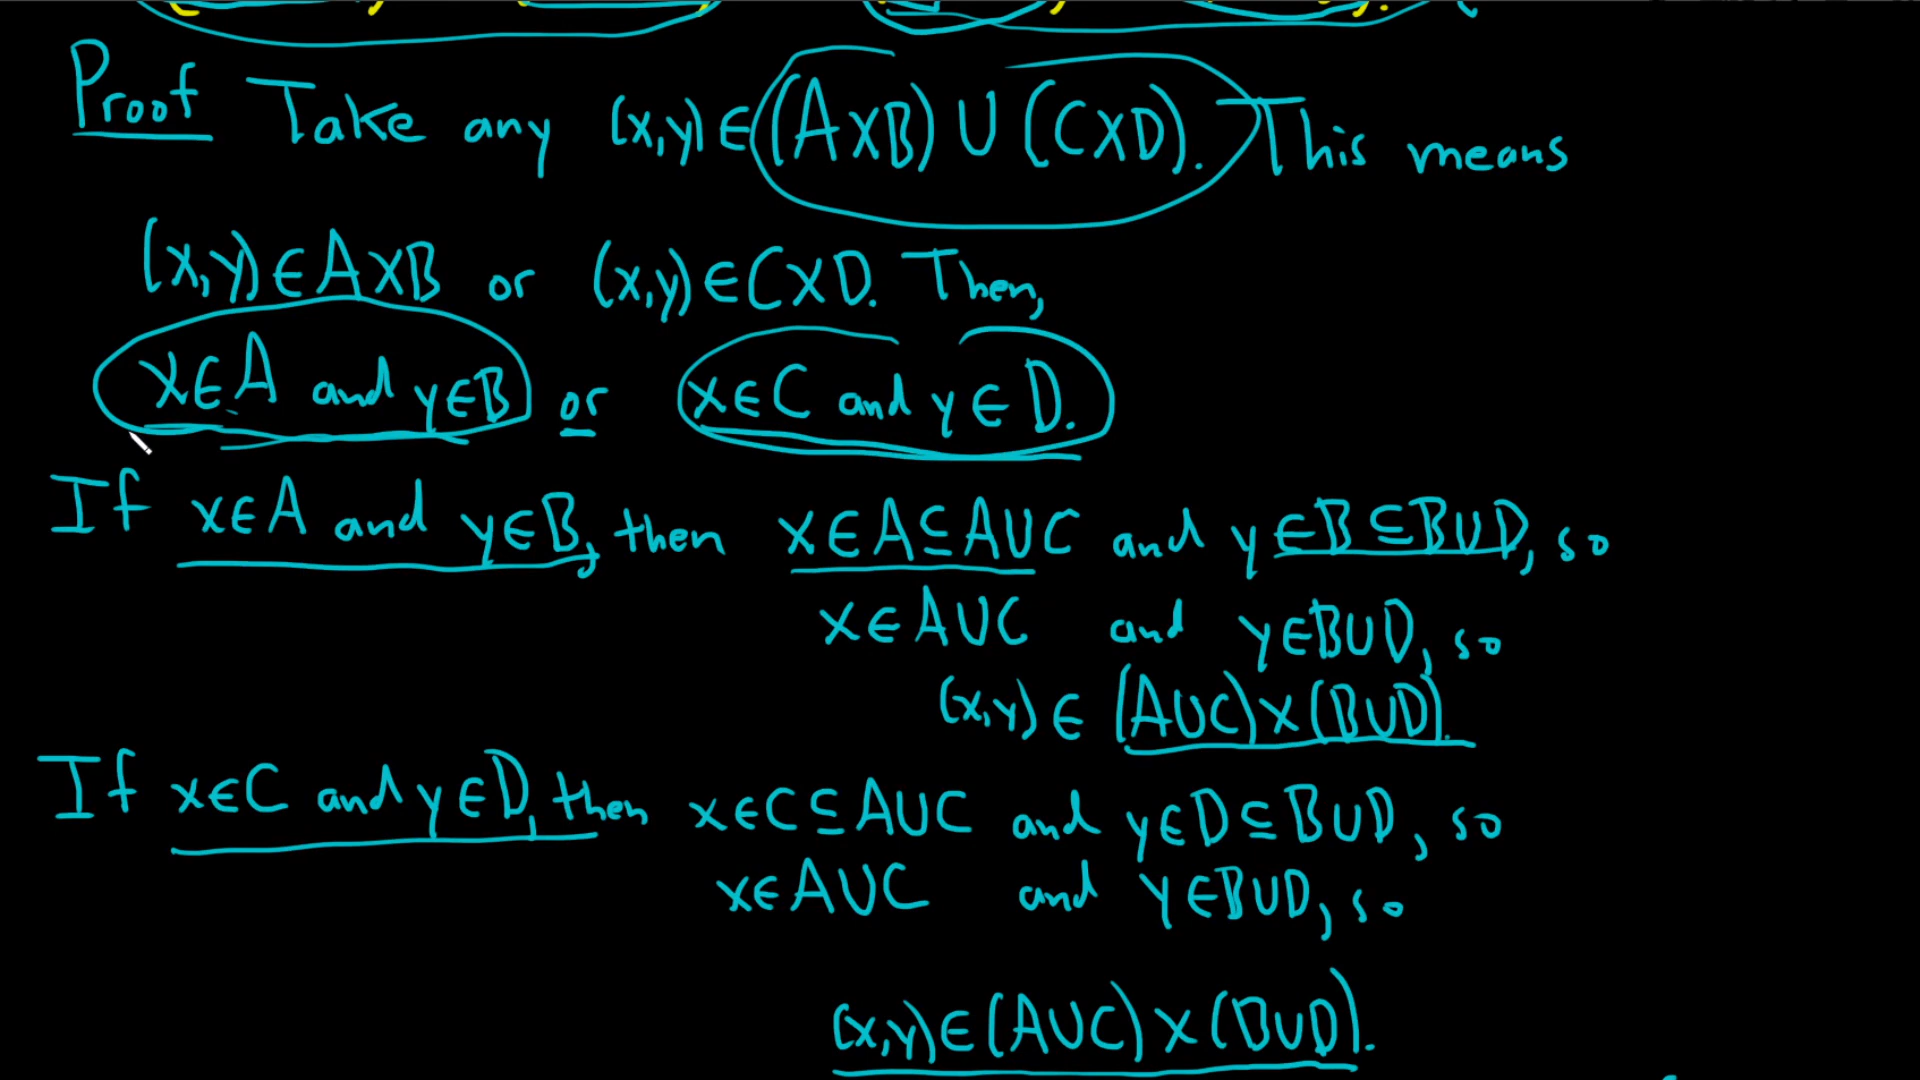 Proof Take any (x,y) ∈ (A×B) ∪ (C×D). This means
(x,y) ∈ A×B or (x,y) ∈ C×D. Then,
x∈A and y∈B or x∈C and y∈D.
If x∈A and y∈B, then x∈A⊆A∪C and y∈B⊆B∪D, so
x∈A∪C and y∈B∪D, so
(x,y) ∈ (A∪C)×(B∪D).
If x∈C and y∈D, then x∈C⊆A∪C and y∈D⊆B∪D, so
x∈A∪C and y∈B∪D, so
(x,y)∈(A∪C)×(B∪D).